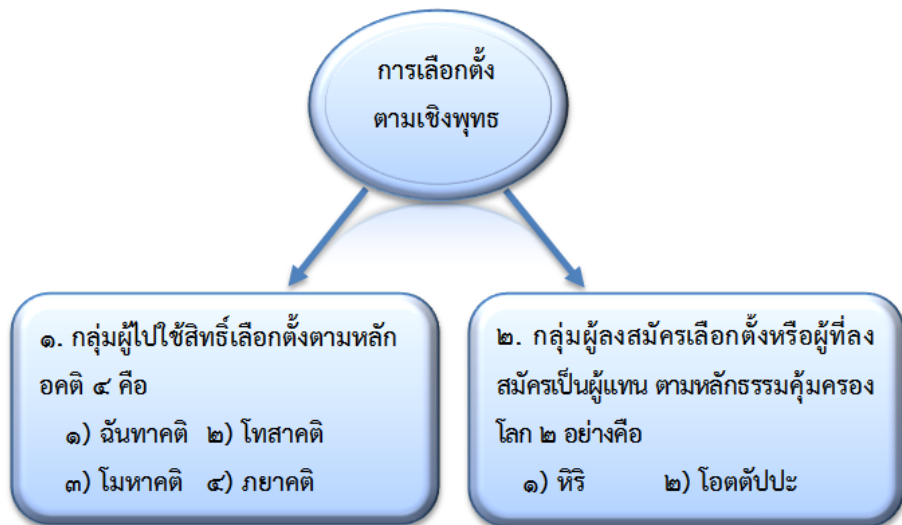 การเลือกตั้ง
ตามเชิงพุทธ
๑. กลุ่มผู้ไปใช้สิทธิ์เลือกตั้งตามหลัก
อคติ ๔ คือ
๑) ฉันทาคติ ๒) โทสาคติ
๓) โมหาคติ ๔) ภยาคติ
๒. กลุ่มผู้ลงสมัครเลือกตั้งหรือผู้ที่ลง
สมัครเป็นผู้แทน ตามหลักธรรมคุ้มครอง
โลก ๒ อย่างคือ
๑) หิริ ๒) โอตตัปปะ